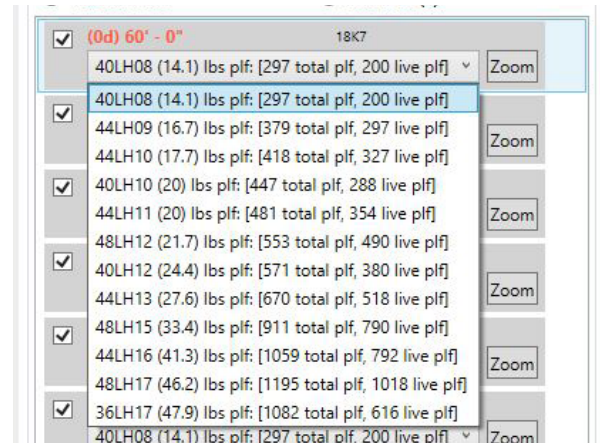 (0d) 60' - 0" 18K7
40LH08 (14.1) lbs plf: [297 total plf, 200 live plf] Zoom
40LH08 (14.1) lbs plf: [297 total plf, 200 live plf]
44LH09 (16.7) lbs plf: [379 total plf, 297 live plf]
Zoom
44LH10 (17.7) lbs plf: [418 total plf, 327 live plf]
40LH10 (20) lbs plf: [447 total plf, 288 live plf]
44LH11 (20) lbs plf: [481 total plf, 354 live plf]
Zoom
48LH12 (21.7) lbs plf: [553 total plf, 490 live plf]
40LH12 (24.4) lbs plf: [571 total plf, 380 live plf]
44LH13 (27.6) lbs plf: [670 total plf, 518 live plf]
Zoom
48LH15 (33.4) lbs plf: [911 total plf, 790 live plf]
44LH16 (41.3) lbs plf: [1059 total plf, 792 live plf]
Zoom
48LH17 (46.2) lbs plf: [1195 total plf, 1018 live plf]
36LH17 (47.9) lbs plf: [1082 total plf, 616 live plf]
40LH08 (14.1) lbs plf: [297 total plf, 200 live plf] Zoom